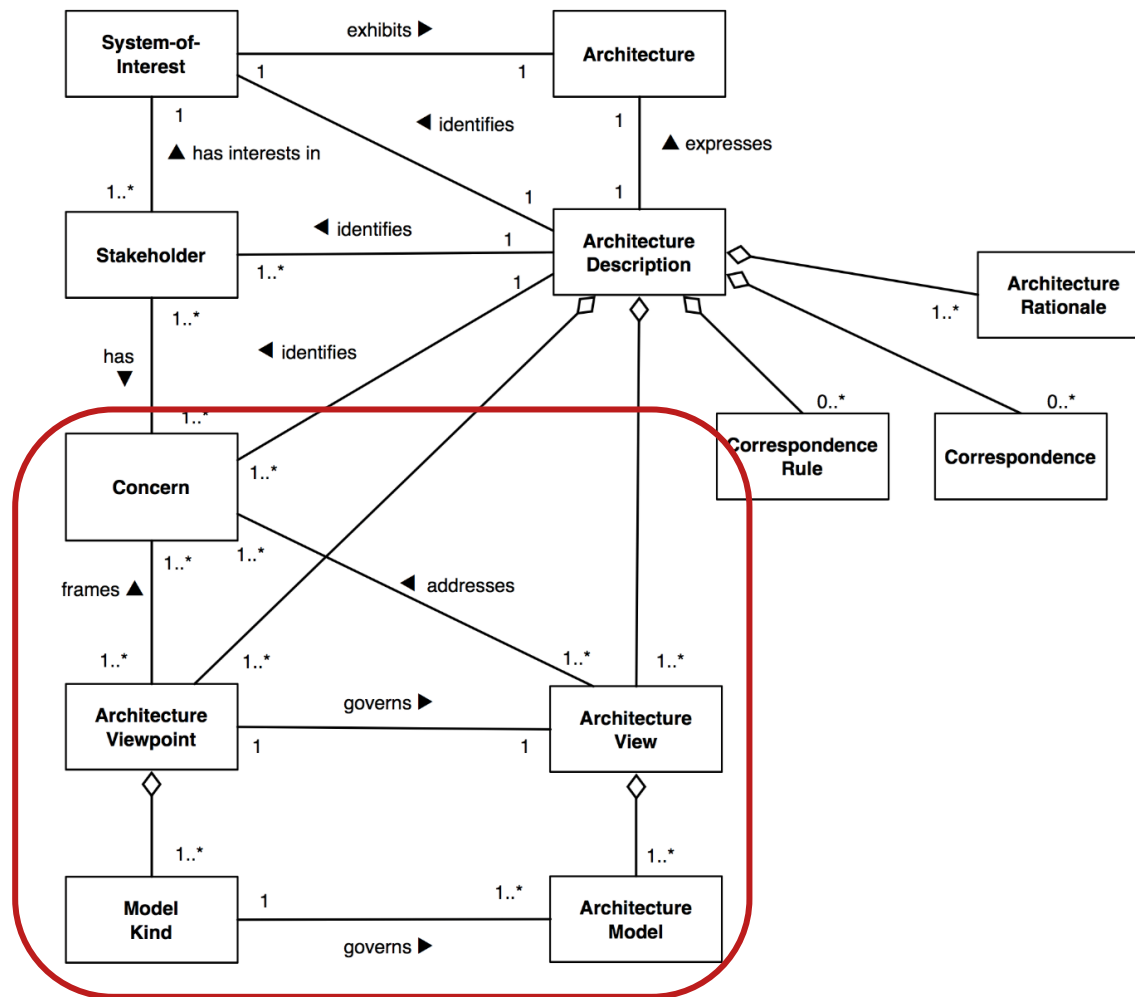 System-of-
Interest
exhibits ▶
Architecture
1
1
1
◀ identifies
1
▲ has interests in
▲ expresses
1..*
1
1
Stakeholder
◀ identifies
1
Architecture
Description
1..*
1
Architecture
Rationale
1..*
1..*
has
▼
◀ identifies
0..*
0..*
1..*
Concern
1..*
Correspondence
Rule
Correspondence
1..*
1..*
frames ▲
◀ addresses
1..*
1..*
1..*
1..*
Architecture
Viewpoint
governs ▶
Architecture
View
1
1
1..*
1..*
Model
Kind
1
1..*
Architecture
Model
governs ▶